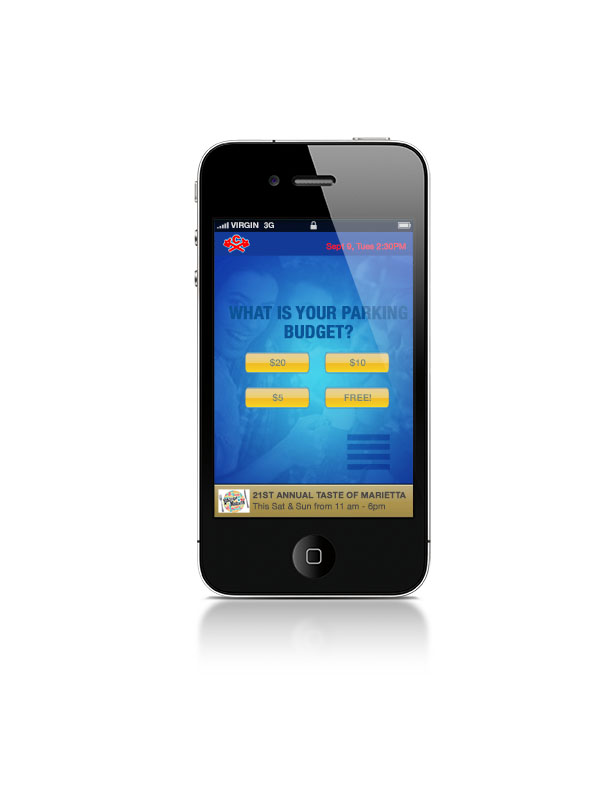 VIRGIN 3G
Sept 9, Tues 2:30PM
WHAT IS YOUR PARKING
BUDGET?
$20 $10
$5 FREE!
21ST ANNUAL TASTE OF MARIETTA
This Sat & Sun from 11 am - 6pm